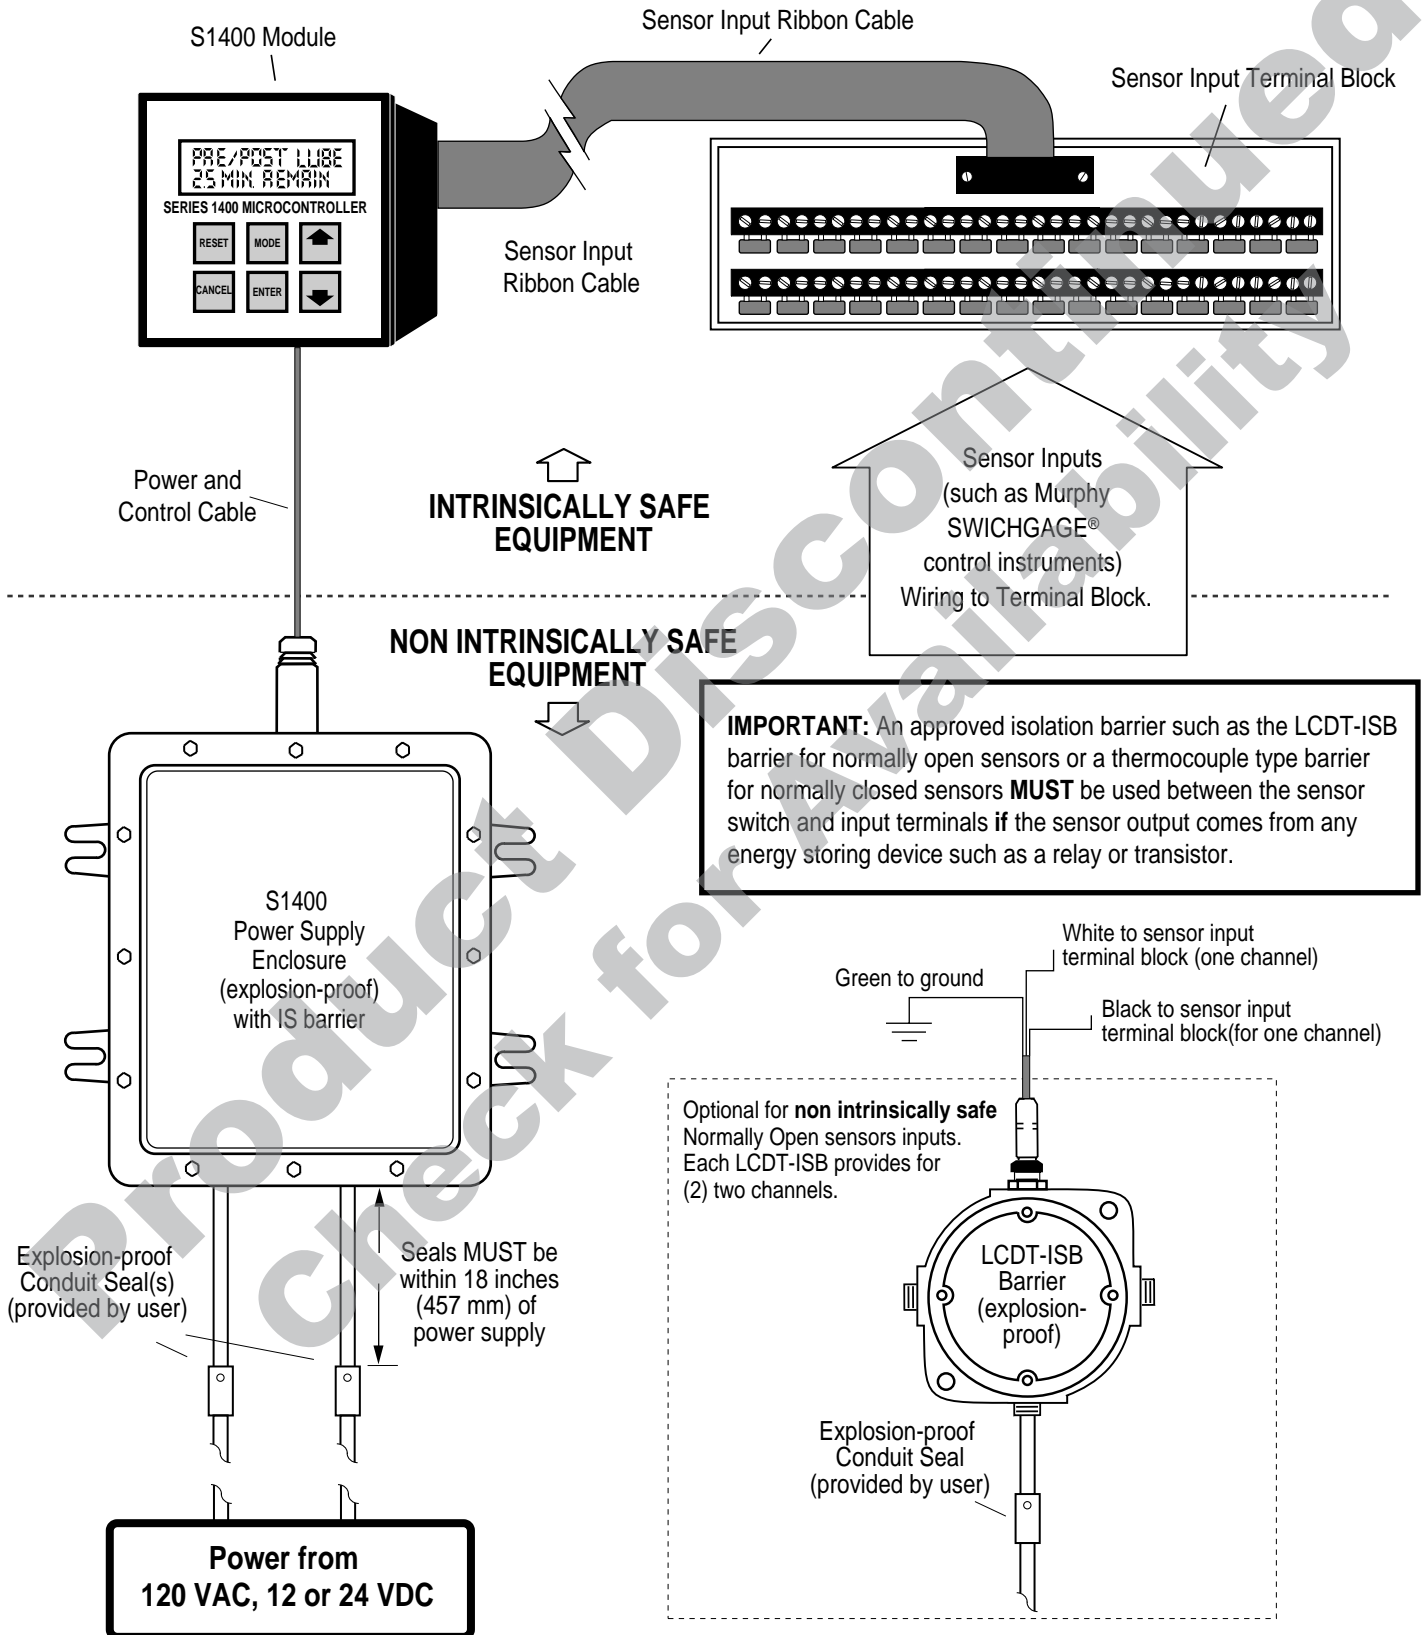 Sensor Input Ribbon Cable
S1400 Module
Sensor Input Terminal Block
PRE/POST LUBE
25 MIN. REMAIN
SERIES 1400 MICROCONTROLLER
RESET
MODE
CANCEL
ENTER
Sensor Input
Ribbon Cable
Power and
Control Cable
INTRINSICALLY SAFE
EQUIPMENT
Sensor Inputs
(such as Murphy
SWICHGAGE®
control instruments)
Wiring to Terminal Block.
NON INTRINSICALLY SAFE
EQUIPMENT
IMPORTANT: An approved isolation barrier such as the LCDT-ISB
barrier for normally open sensors or a thermocouple type barrier
for normally closed sensors MUST be used between the sensor
switch and input terminals if the sensor output comes from any
energy storing device such as a relay or transistor.
S1400
Power Supply
Enclosure
(explosion-proof)
with IS barrier
White to sensor input
terminal block (one channel)
Green to ground
Black to sensor input
terminal block(for one channel)
Optional for non intrinsically safe
Normally Open sensors inputs.
Each LCDT-ISB provides for
(2) two channels.
LCDT-ISB
Barrier
(explosion-
proof)
Explosion-proof
Conduit Seal(s)
(provided by user)
Seals MUST be
within 18 inches
(457 mm) of
power supply
Explosion-proof
Conduit Seal
(provided by user)
Power from
120 VAC, 12 or 24 VDC
Product Discontinued
Check for Availability